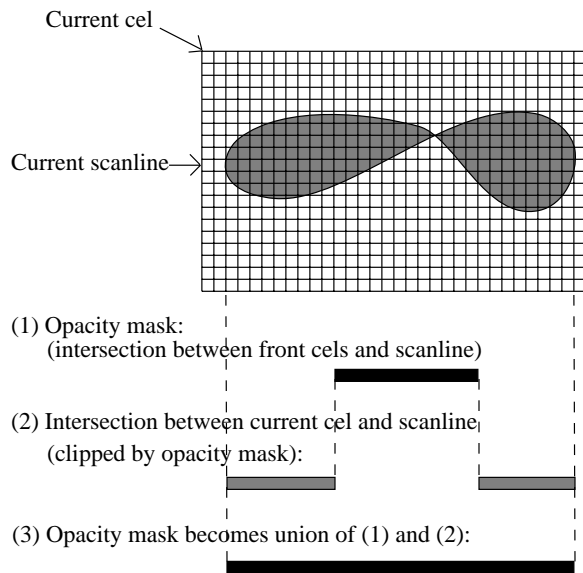 Current cel
Current scanline
(1) Opacity mask:
(intersection between front cels and scanline)
(2) Intersection between current cel and scanline
(clipped by opacity mask):
(3) Opacity mask becomes union of (1) and (2):